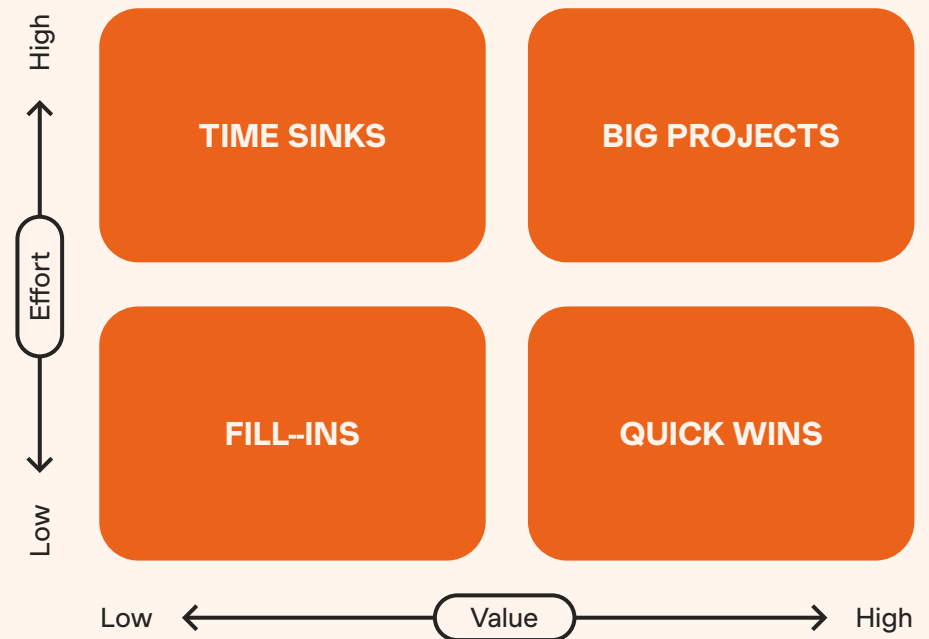 High
TIME SINKS
BIG PROJECTS
Effort
FILL--INS
QUICK WINS
Low
Low
Value
High